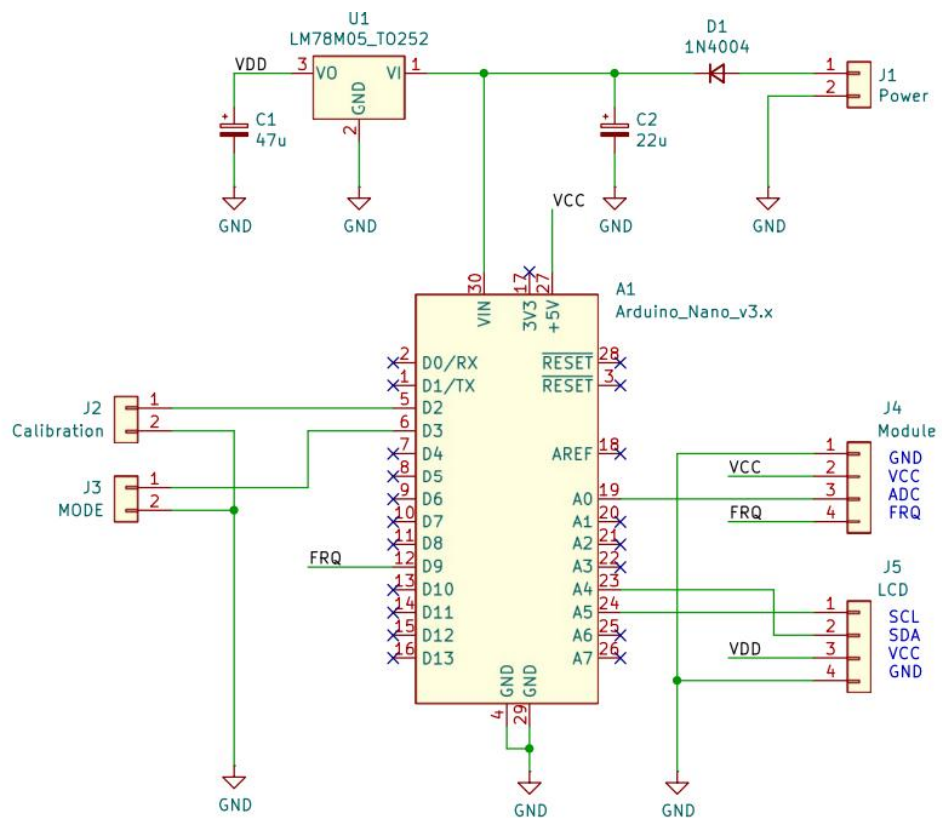 U1
LM78M05_TO252
VDD
3
VO
VI
1
GND
2
C1
47u
GND
GND
C2
22u
GND
D1
1N4004
1
2
J1
Power
GND
VCC
30
17
27
VIN
3V3
+5V
A1
Arduino_Nano_v3.x
2
D0/RX
1
D1/TX
5
D2
6
D3
7
D4
8
D5
9
D6
10
D7
11
D8
FRQ
12
D9
13
D10
14
D11
15
D12
16
D13
RESET
28
RESET
3
AREF
18
A0
19
A1
20
A2
21
A3
22
A4
23
A5
24
A6
25
A7
26
GND
GND
4
29
GND
J2
Calibration
1
2
J3
MODE
1
2
GND
J4
Module
1
GND
VCC
2
VCC
3
ADC
FRQ
4
FRQ
J5
LCD
1
SCL
2
SDA
VDD
3
VCC
4
GND
GND